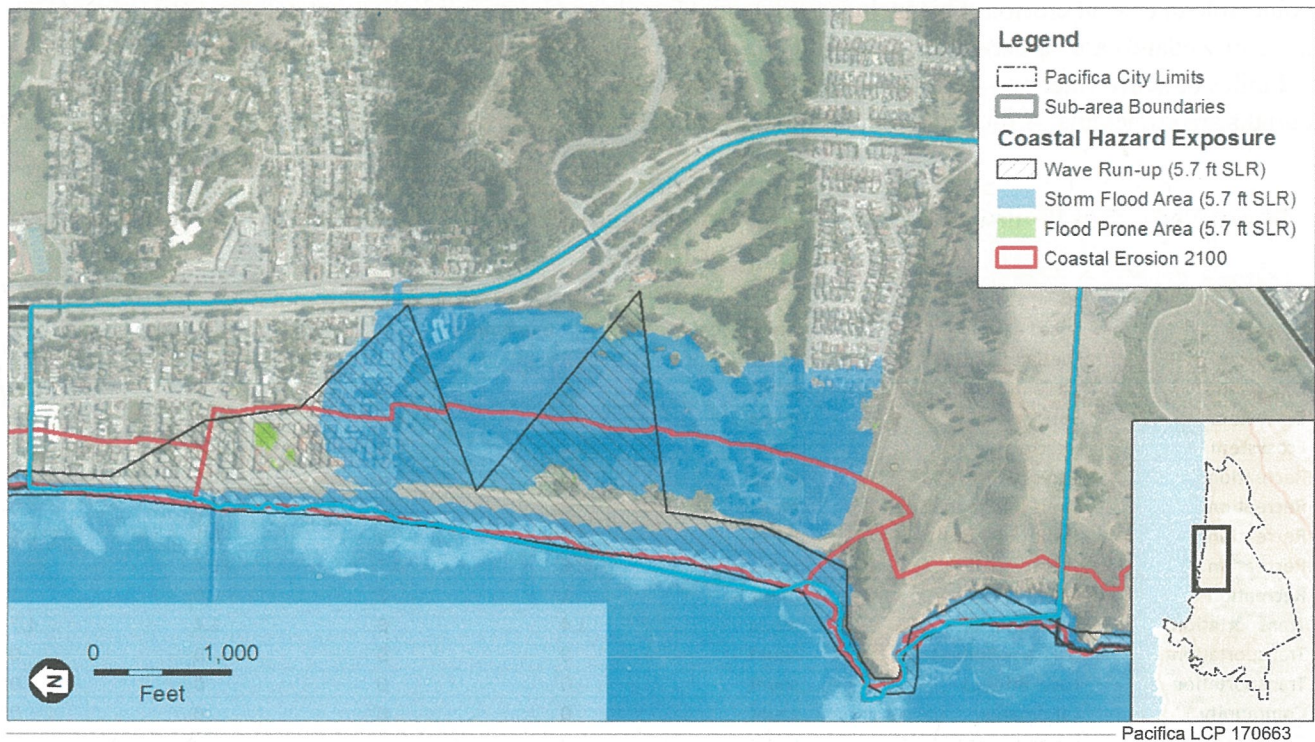 Legend
Pacifica City Limits
Sub-area Boundaries
Coastal Hazard Exposure
Wave Run-up (5.7 ft SLR)
Storm Flood Area (5.7 ft SLR)
Flood Prone Area (5.7 ft SLR)
Coastal Erosion 2100
N
0 1,000
Feet
Pacifica LCP 170663